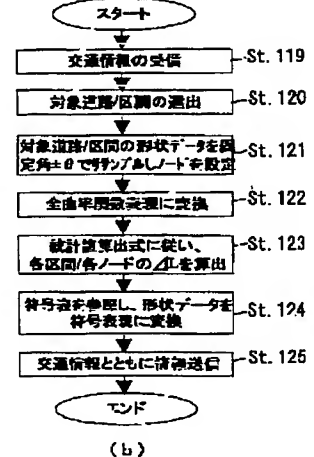 スタート
交通情報の受信
St. 119
対象道路/区間の選出
St. 120
対象道路/区間の形状データを固
定角±θでリサンプルしノードを設定
St. 121
全曲率関数表現に変換
St. 122
統計値算出式に従い、
各区間/各ノードの⊿Lを算出
St. 123
符号表を参照し、形状データを
符号表現に変換
St. 124
交通情報とともに情報送信
St. 125
エンド
(b)